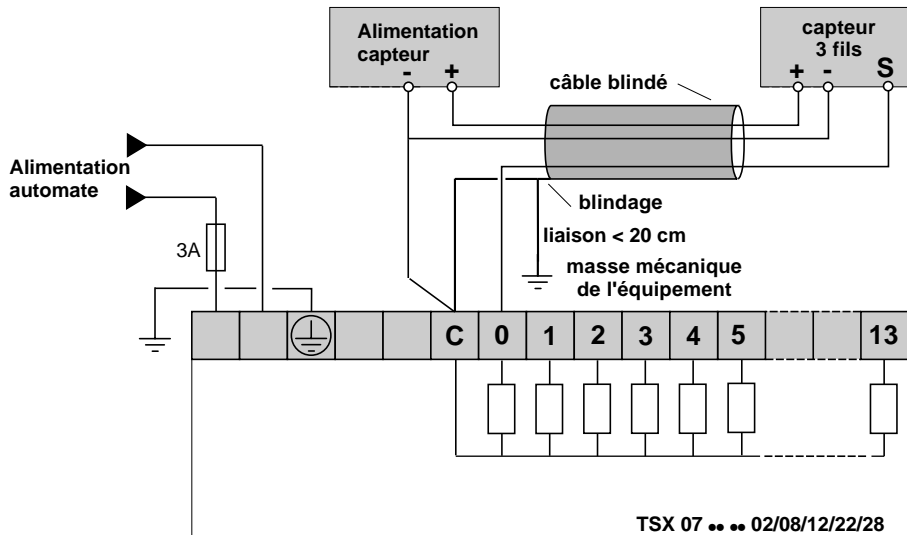 Alimentation
capteur
- +
capteur
3 fils
+ - S
câble blindé
Alimentation
automate
blindage
liaison < 20 cm
3A
masse mécanique
de l'équipement
C 0 1 2 3 4 5 13
TSX 07 •• •• 02/08/12/22/28